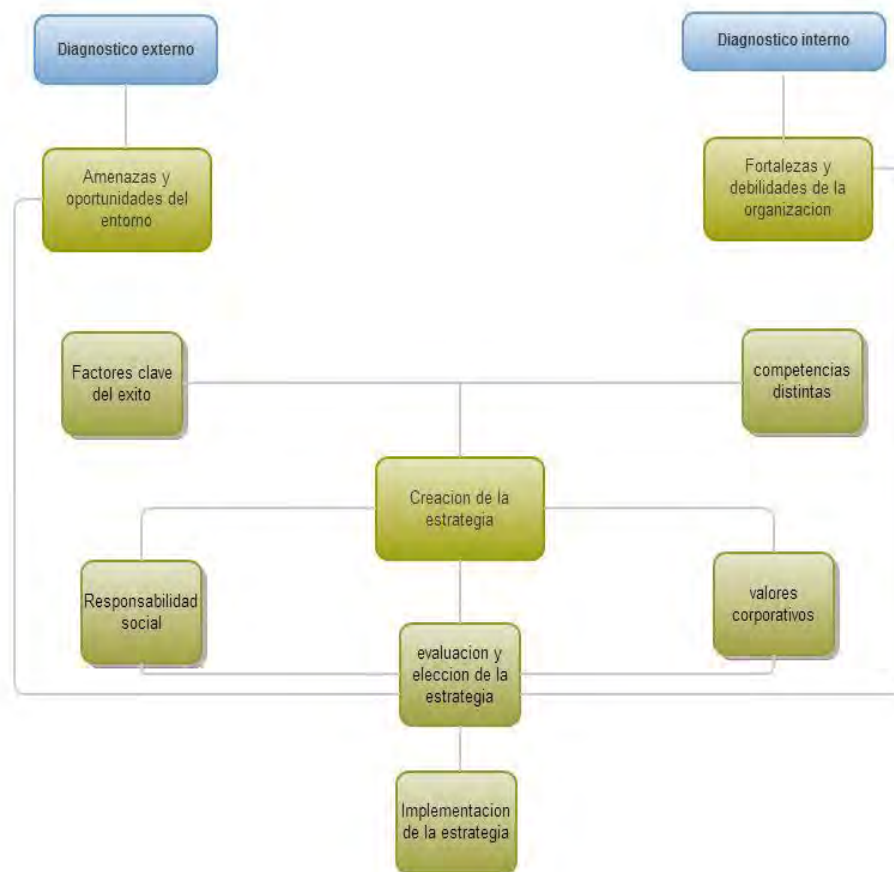 Diagnostico externo
Diagnostico interno
Amenazas y
oportunidades del
entorno
Fortalezas y
debilidades de la
organizacion
Factores clave
del exito
competencias
distintas
Creacion de la
estrategia
Responsabilidad
social
valores
corporativos
evaluacion y
eleccion de la
estrategia
Implementacion
de la estrategia